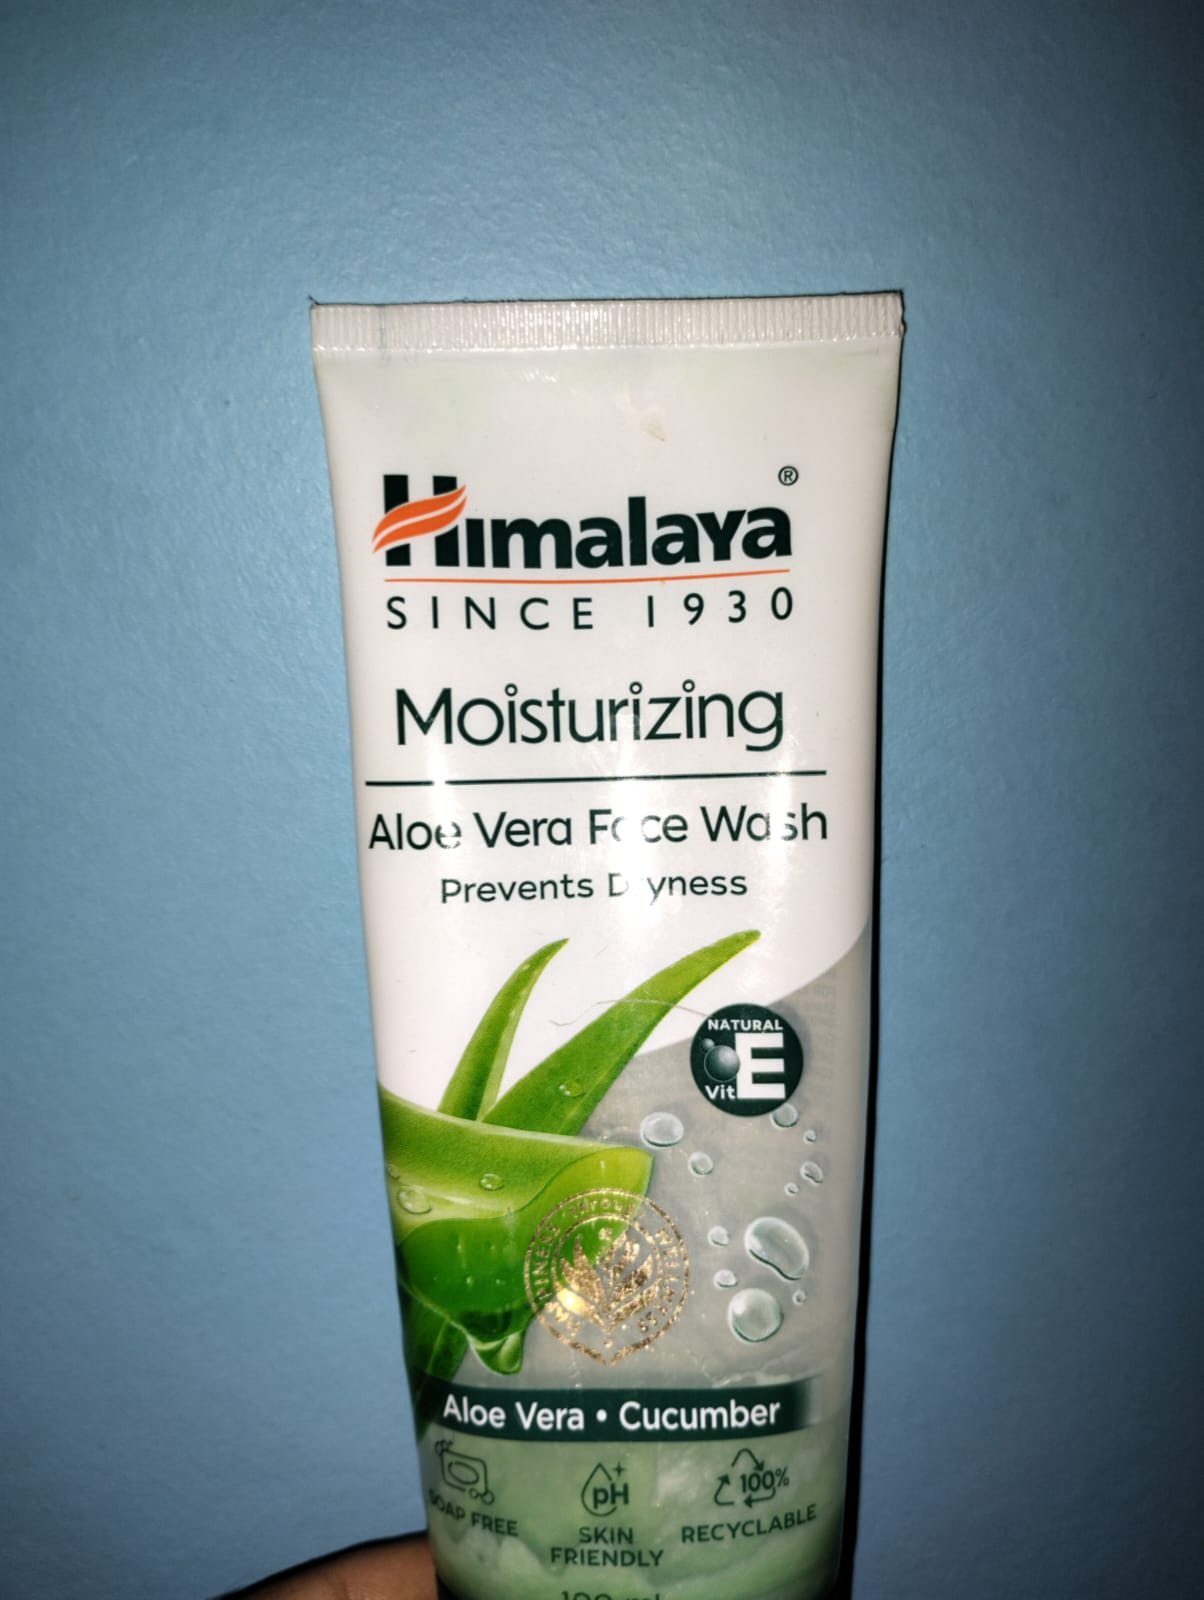 Himalaya®
SINCE 1930
Moisturizing
Aloe Vera Face Wash
Prevents Dryness
NATURAL
Vit E
Aloe Vera • Cucumber
SOAP FREE
pH
SKIN
FRIENDLY
100%
RECYCLABLE